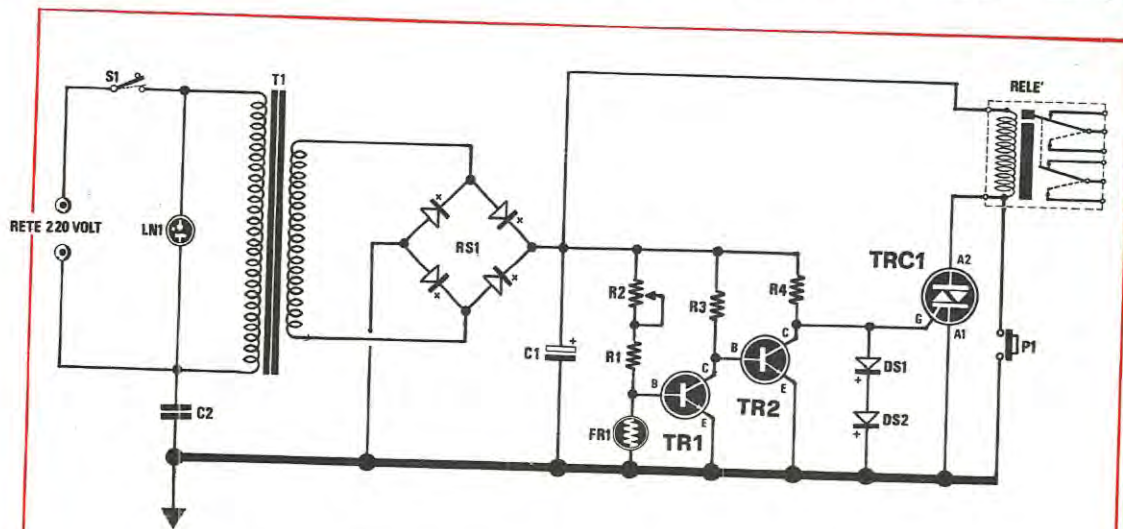 S1
T1
RELE'
RETE 220 VOLT
LN1
RS1
x
x
x
x
C2
C1
+
R2
R1
FR1
B
C
E
TR1
R3
B
C
E
TR2
R4
DS1
+
DS2
+
TRC1
A2
G
A1
P1